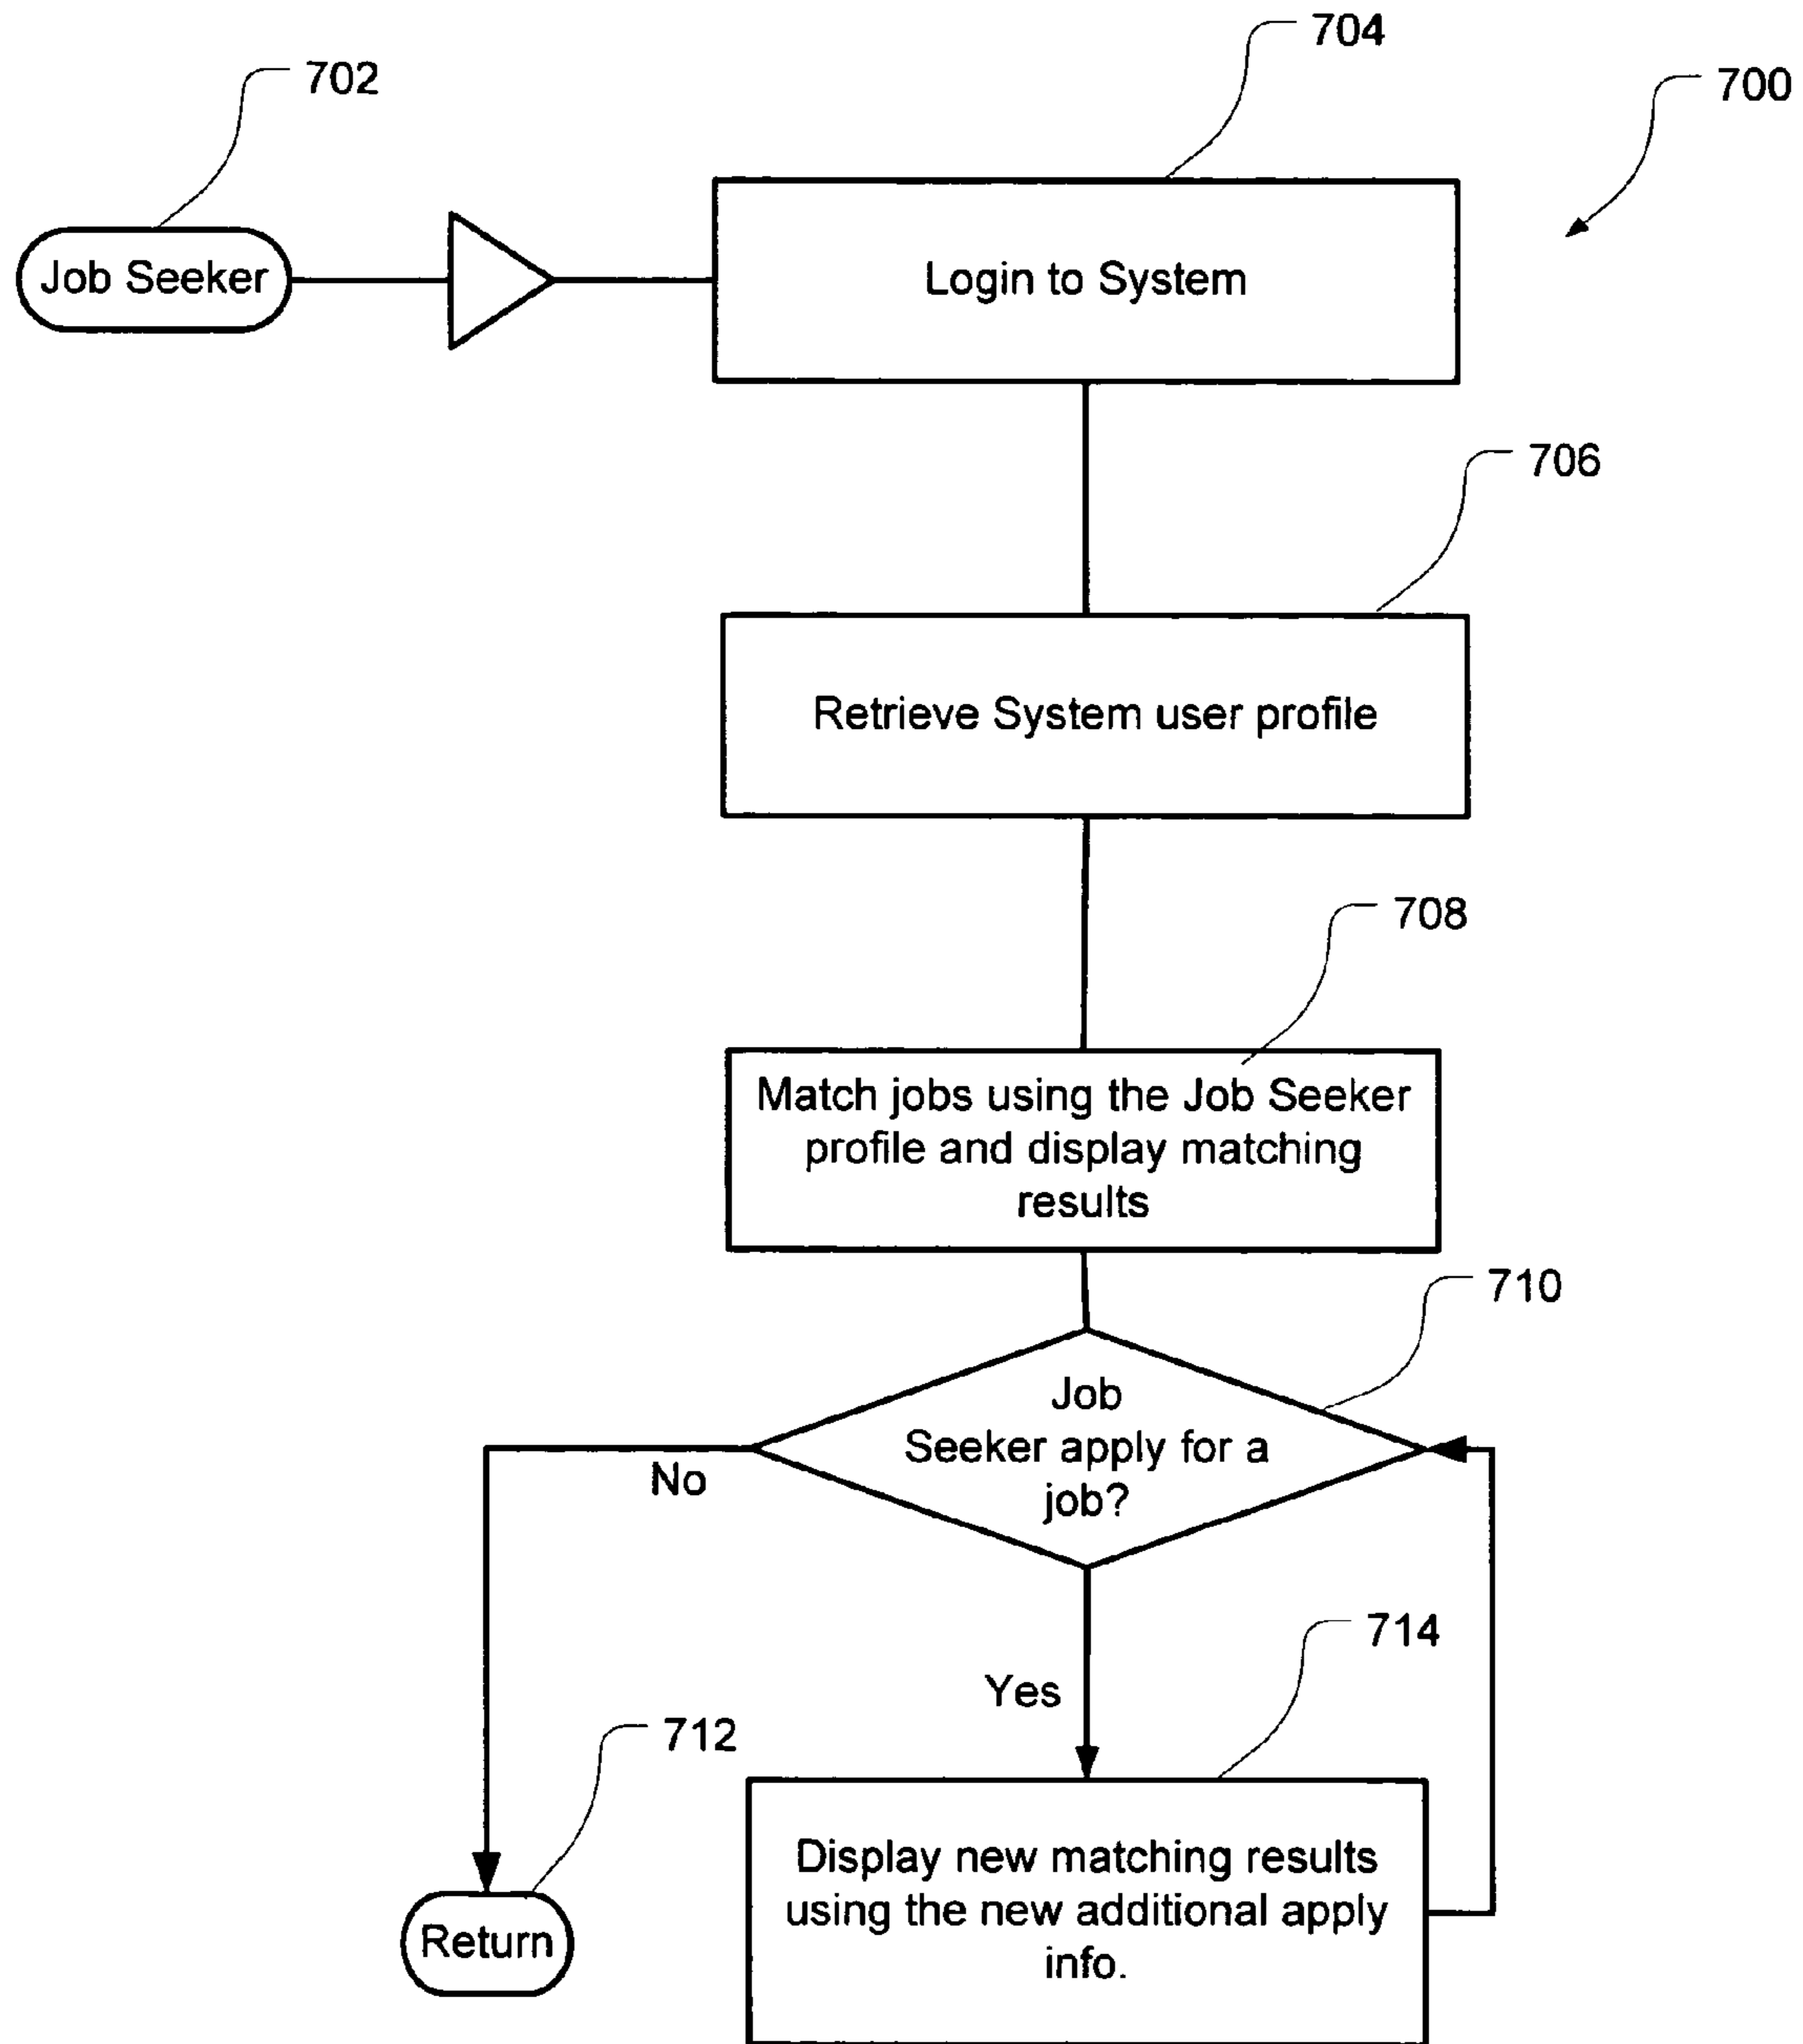 704
702
700
Job Seeker
Login to System
706
Retrieve System user profile
708
Match jobs using the Job Seeker
profile and display matching
results
710
Job
Seeker apply for a
job?
No
714
Yes
712
Display new matching results
using the new additional apply
info.
Return